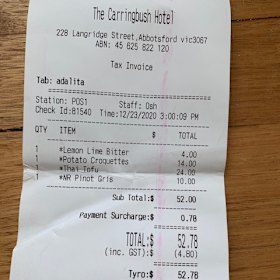 The Carringbush Hotel
228 Langridge Street,Abbotsford vic3067
ABN: 45 625 822 120
Tax Invoice
Tab: adalita
Station: POS1 Staff: Osh
Check Id:81540 Time:12/23/2020 3:00:09 PM
QTY ITEM $ TOTAL
1 *Lemon Lime Bitter 4.00
1 *Potato Croquettes 14.00
1 *Thai Tofu 24.00
1 *NR Pinot Gris 10.00
Sub Total:$ 52.00
Payment Surcharge:$ 0.78
TOTAL:$ 52.78
(inc. GST):$ (4.80)
Tyro:$ 52.78